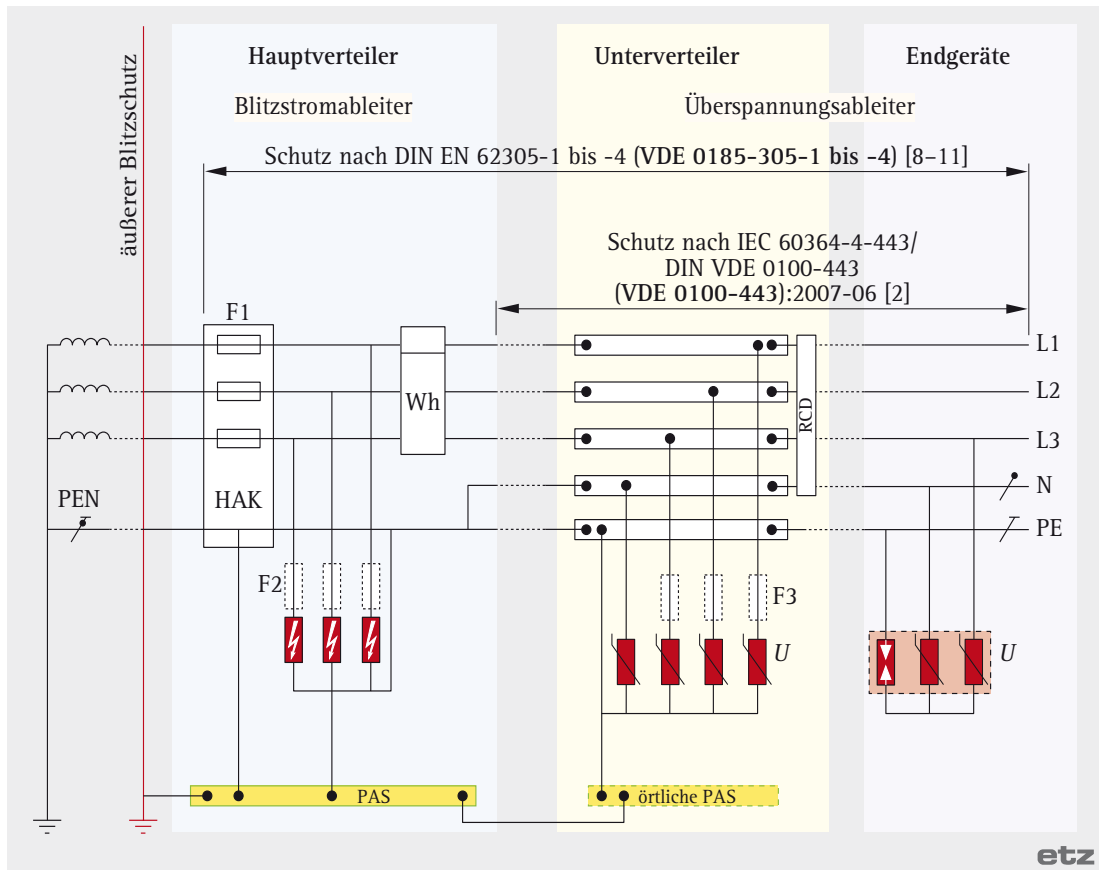 äußerer Blitzschutz
Hauptverteiler
Unterverteiler
Endgeräte
Blitzstromableiter
Überspannungsableiter
Schutz nach DIN EN 62305-1 bis -4 (VDE 0185-305-1 bis -4) [8–11]
Schutz nach IEC 60364-4-443/
DIN VDE 0100-443
(VDE 0100-443):2007-06 [2]
F1
L1
L2
Wh
RCD
L3
PEN
HAK
N
PE
F2
F3
U
U
PAS
örtliche PAS
etz